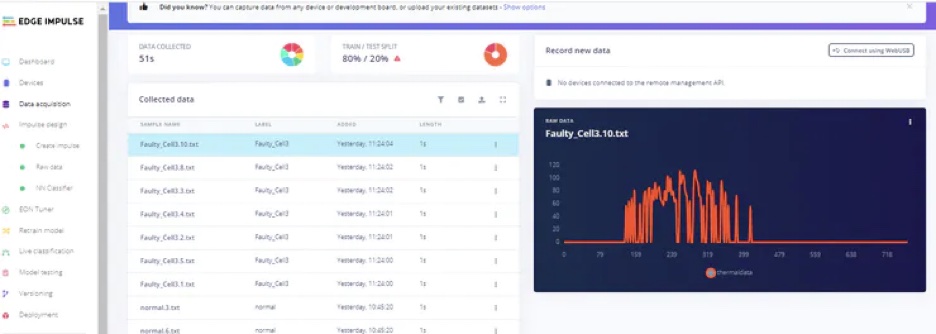 Did you know? You can capture data from any device or development board, or upload your existing datasets - Show options
EDGE IMPULSE
Dashboard
Devices
Data acquisition
Impulse design
Create impulse
Raw data
NN Classifier
EON Tuner
Retrain model
Live classification
Model testing
Versioning
Deployment
DATA COLLECTED
51s
TRAIN / TEST SPLIT
80% / 20%
Collected data
SAMPLE NAME LABEL ADDED LENGTH
Faulty_Cell3.10.txt Faulty_Cell3 Yesterday, 11:24:04 1s
Faulty_Cell3.8.txt Faulty_Cell3 Yesterday, 11:24:02 1s
Faulty_Cell3.3.txt Faulty_Cell3 Yesterday, 11:24:02 1s
Faulty_Cell3.4.txt Faulty_Cell3 Yesterday, 11:24:01 1s
Faulty_Cell3.2.txt Faulty_Cell3 Yesterday, 11:24:01 1s
Faulty_Cell3.5.txt Faulty_Cell3 Yesterday, 11:24:00 1s
Faulty_Cell3.1.txt Faulty_Cell3 Yesterday, 11:24:00 1s
normal.3.txt normal Yesterday, 10:45:20 1s
normal.6.txt normal Yesterday, 10:45:20 1s
Record new data
Connect using WebUSB
No devices connected to the remote management API.
RAW DATA
Faulty_Cell3.10.txt
120
100
80
60
40
20
0
0 79 159 239 319 399 479 559 639 719
thermaldata